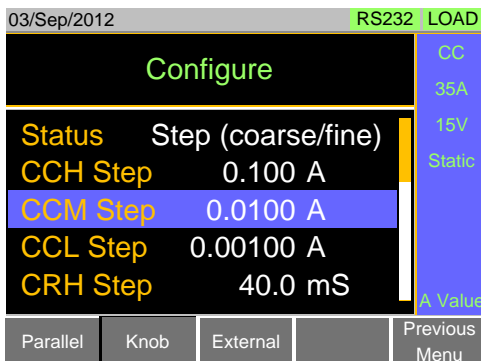 03/Sep/2012 RS232 LOAD
Configure
CC
35A
15V
Static
A Value
Status Step (coarse/fine)
CCH Step 0.100 A
CCM Step 0.0100 A
CCL Step 0.00100 A
CRH Step 40.0 mS
Parallel Knob External Previous
Menu